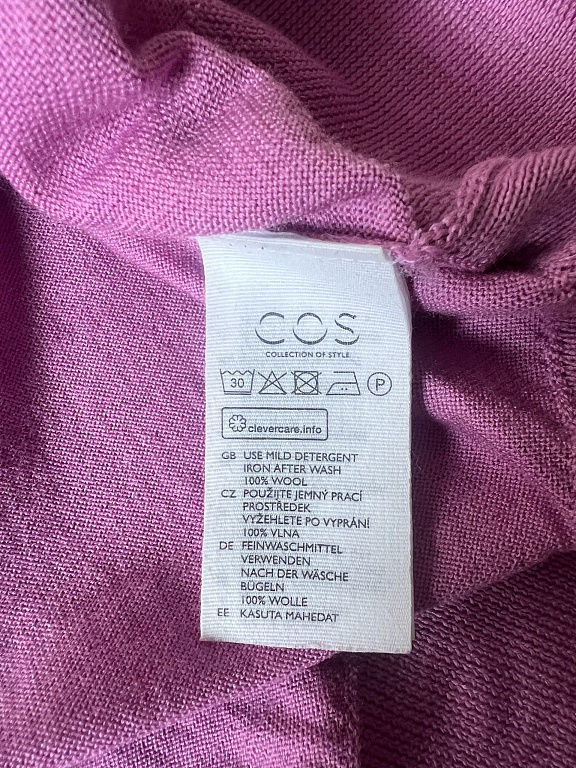 COS
COLLECTION OF STYLE
30 P
clevercare.info
GB USE MILD DETERGENT
IRON AFTER WASH
100% WOOL
CZ POUŽIJTE JEMNÝ PRACÍ
PROSTŘEDEK
VYŽEHLETE PO VYPRÁNÍ
100% VLNA
DE FEINWASCHMITTEL
VERWENDEN
NACH DER WÄSCHE
BÜGELN
100% WOLLE
EE KASUTA MAHEDAT